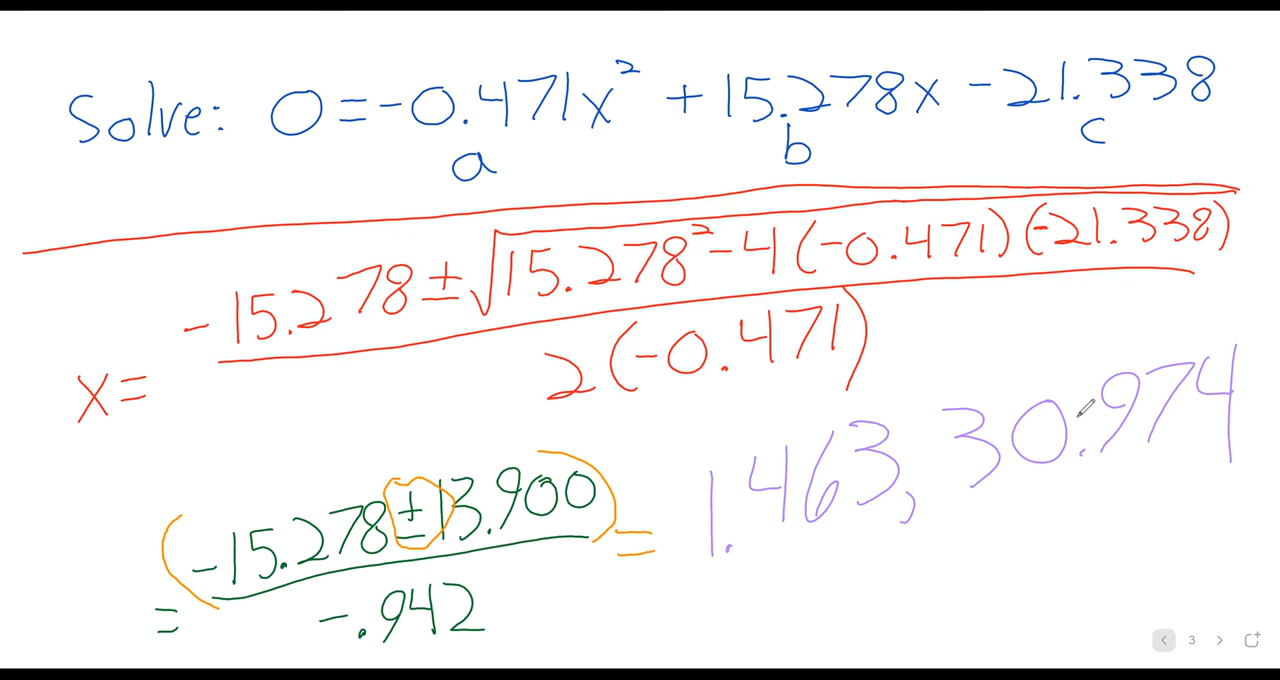 Solve: 0 = -0.471x² + 15.278x - 21.338
a b c
x = (-15.278 ± √(15.278² - 4(-0.471)(-21.338))) / 2(-0.471)
= (-15.278 ± 13.900) / -.942 = 1.463, 30.974
3